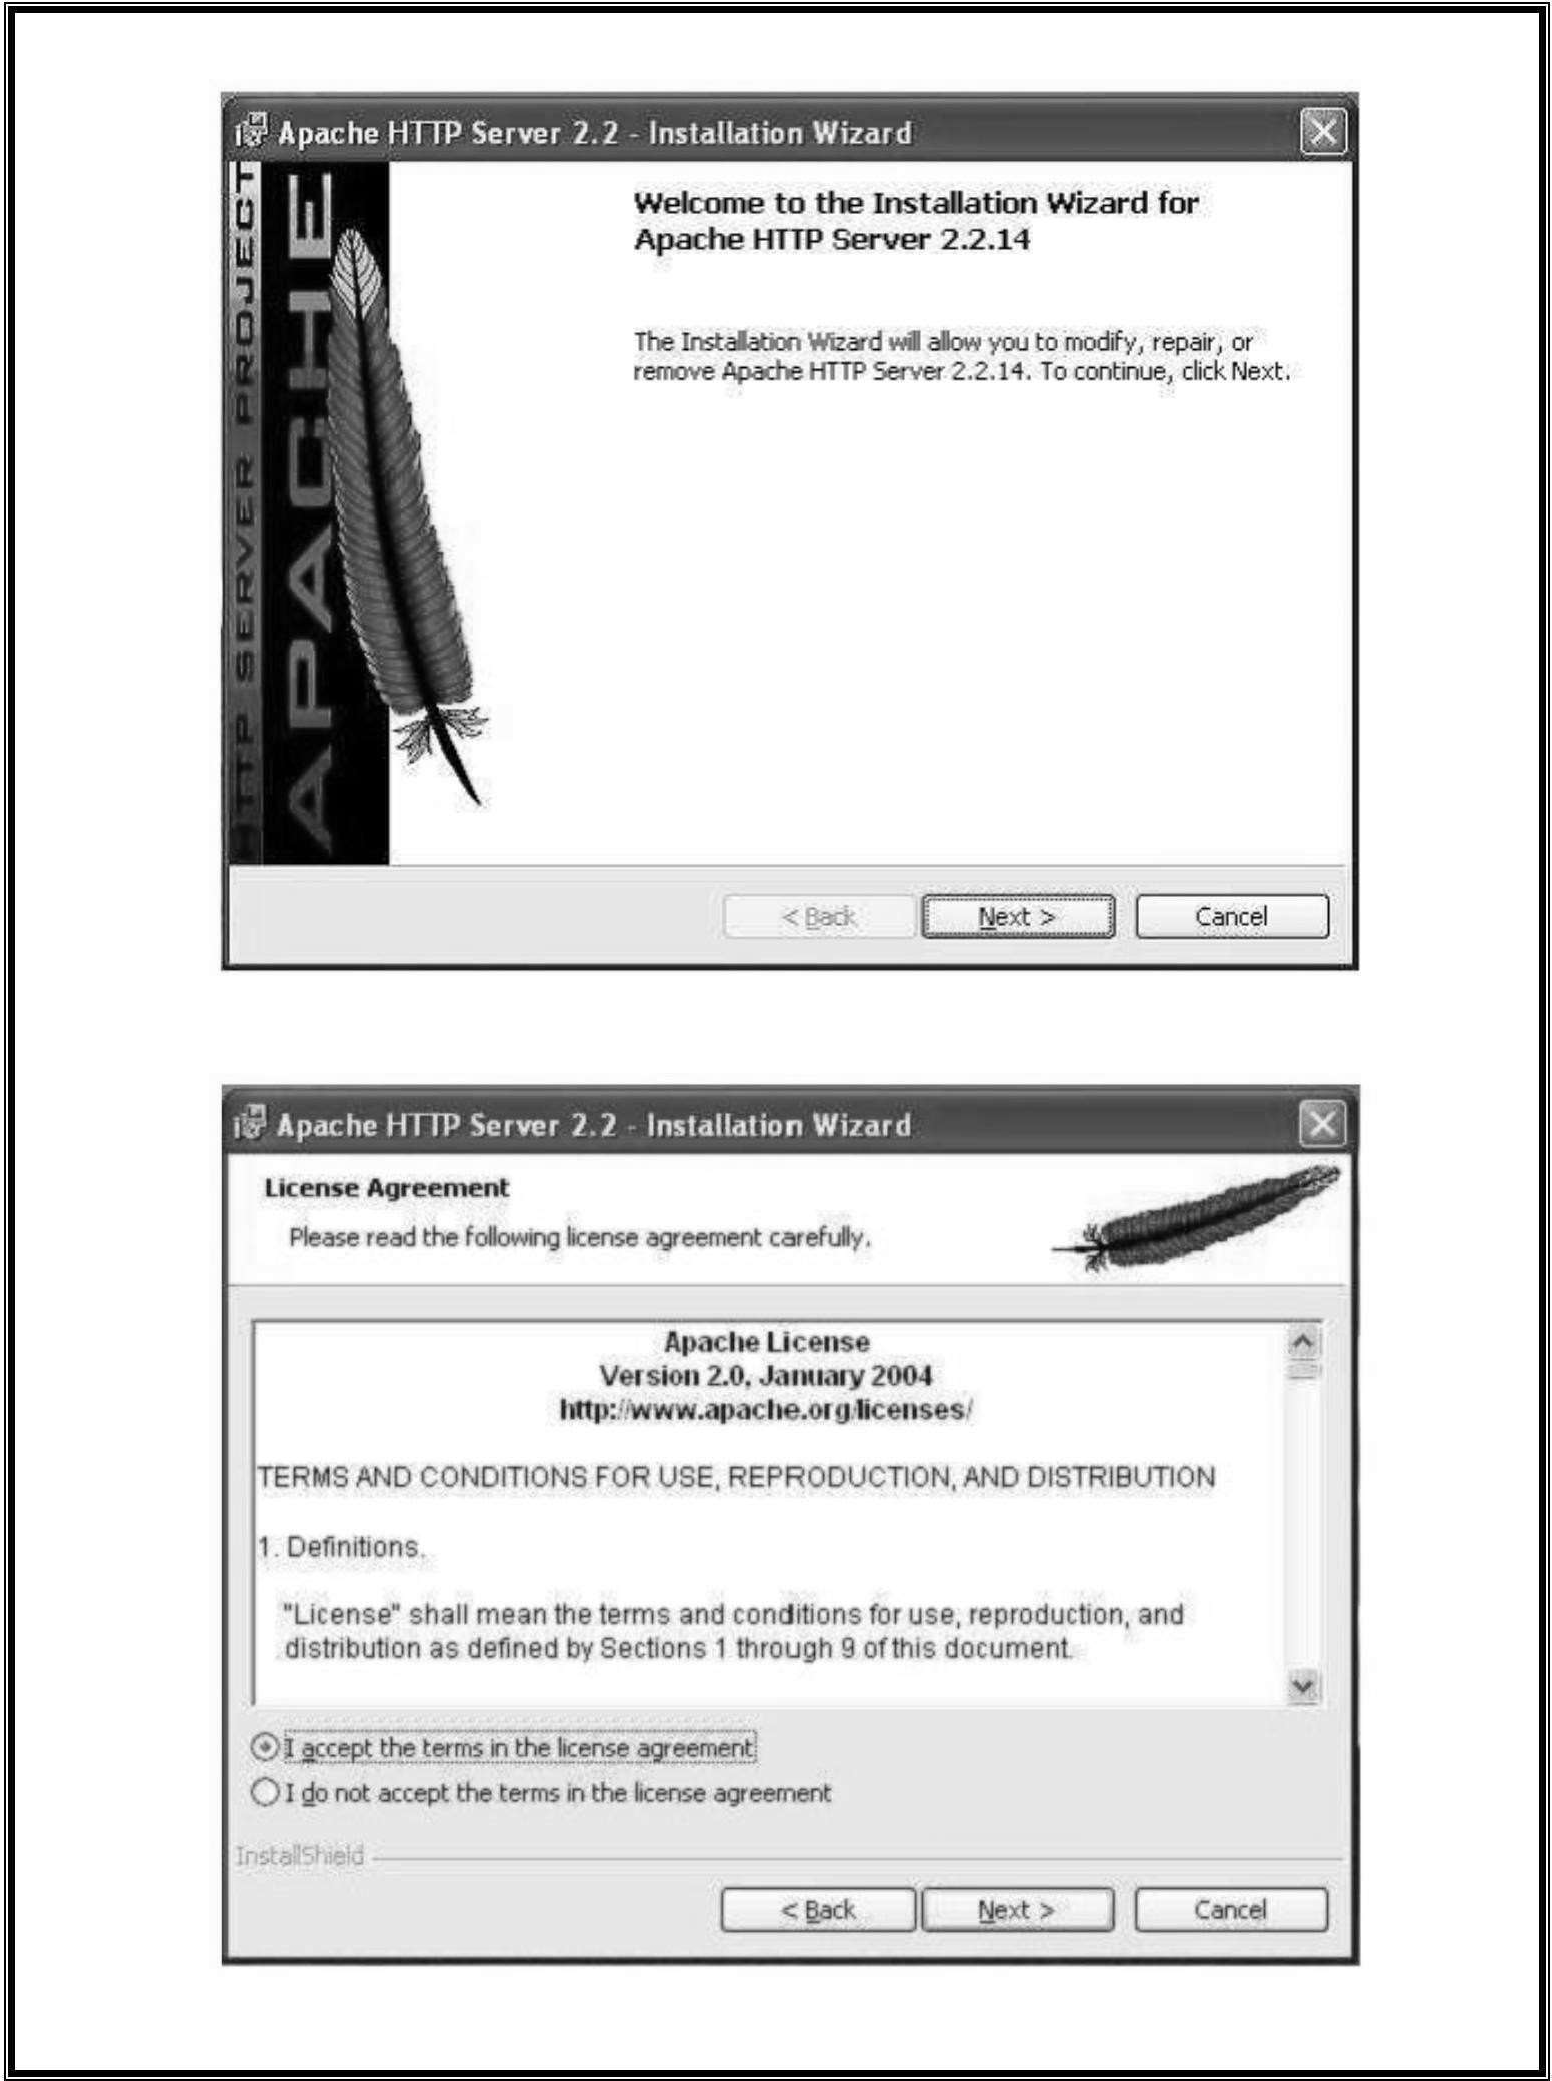 Apache HTTP Server 2.2 - Installation Wizard
HTTP SERVER PROJECT
APACHE
Welcome to the Installation Wizard for
Apache HTTP Server 2.2.14
The Installation Wizard will allow you to modify, repair, or
remove Apache HTTP Server 2.2.14. To continue, click Next.
< Back
Next >
Cancel
Apache HTTP Server 2.2 - Installation Wizard
License Agreement
Please read the following license agreement carefully.
Apache License
Version 2.0, January 2004
http://www.apache.org/licenses/
TERMS AND CONDITIONS FOR USE, REPRODUCTION, AND DISTRIBUTION
1. Definitions.
"License" shall mean the terms and conditions for use, reproduction, and
distribution as defined by Sections 1 through 9 of this document.
I accept the terms in the license agreement
I do not accept the terms in the license agreement
InstallShield
< Back
Next >
Cancel